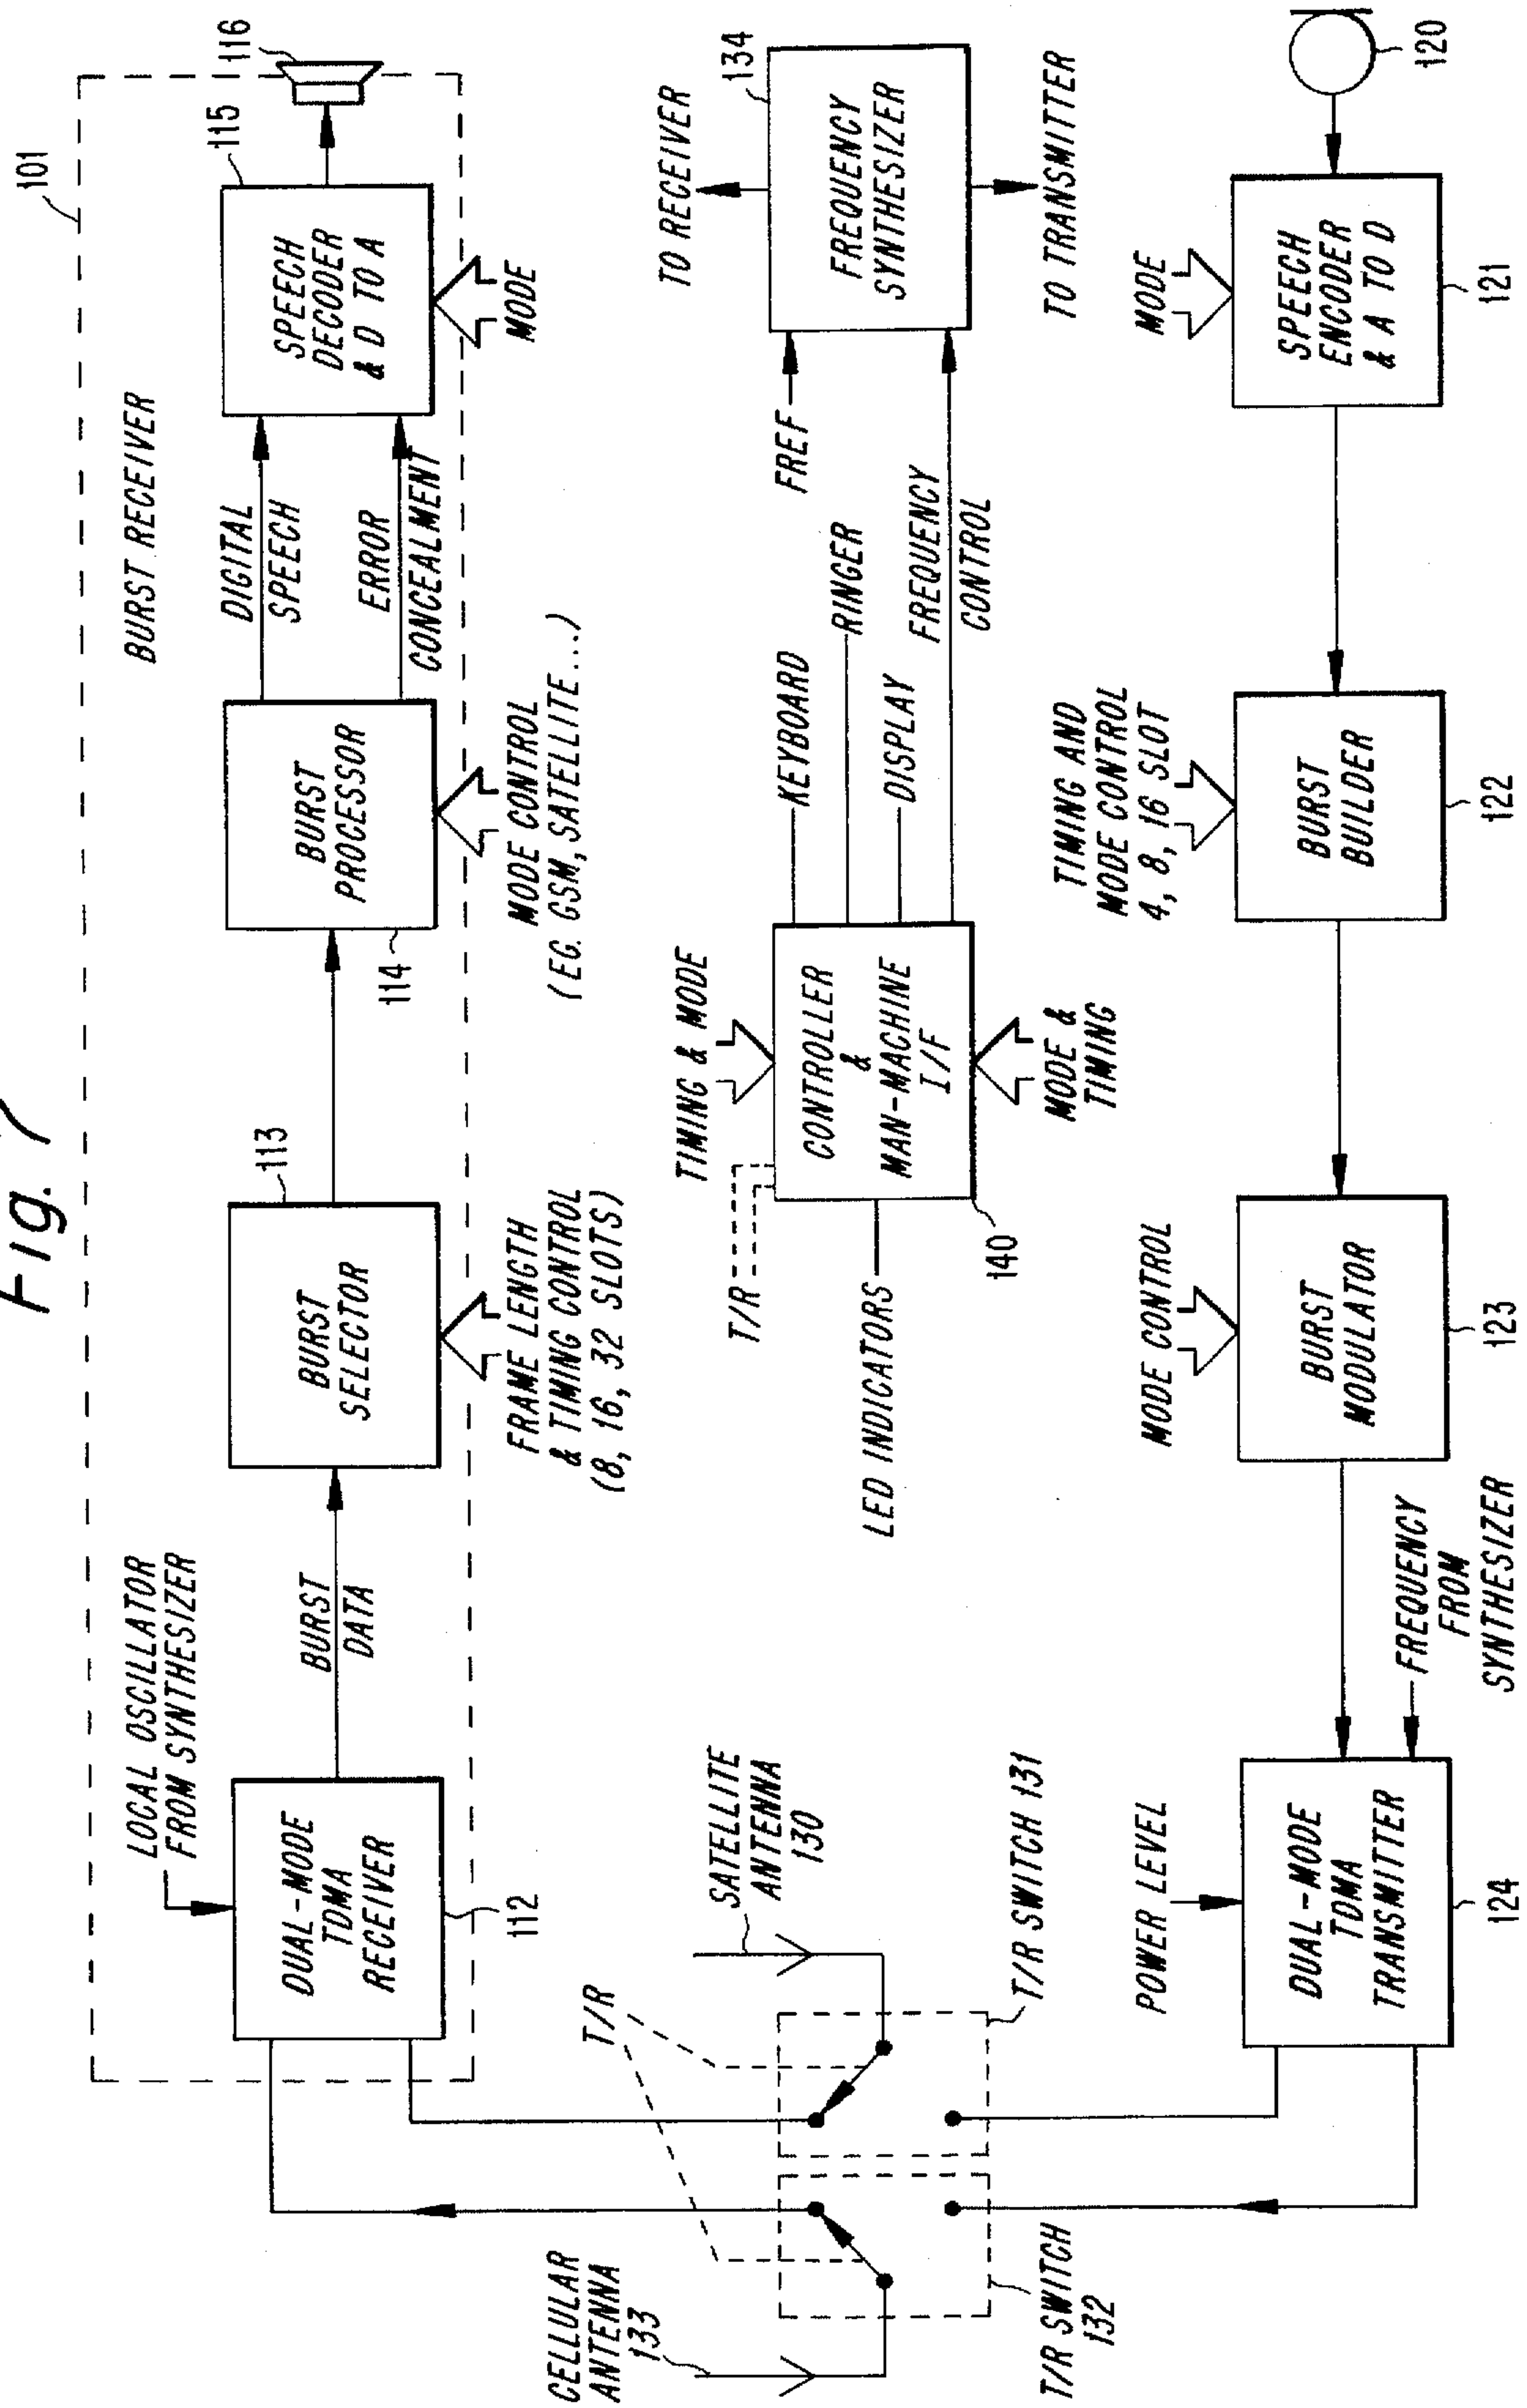 Fig. 7
101
BURST RECEIVER
LOCAL OSCILLATOR
FROM SYNTHESIZER
DUAL-MODE
TDMA
RECEIVER
112
BURST
DATA
BURST
SELECTOR
113
FRAME LENGTH
& TIMING CONTROL
(8, 16, 32 SLOTS)
BURST
PROCESSOR
114
MODE CONTROL
(EG. GSM, SATELLITE...)
DIGITAL
SPEECH
ERROR
CONCEALMENT
SPEECH
DECODER
& D TO A
115
MODE
116
CELLULAR
ANTENNA
133
T/R
SATELLITE
ANTENNA
130
T/R SWITCH
132
T/R SWITCH 131
T/R
TIMING & MODE
LED INDICATORS
CONTROLLER
&
MAN-MACHINE
I/F
140
MODE &
TIMING
KEYBOARD
RINGER
DISPLAY
FREQUENCY
CONTROL
FREF
TO RECEIVER
134
FREQUENCY
SYNTHESIZER
TO TRANSMITTER
POWER LEVEL
DUAL-MODE
TDMA
TRANSMITTER
124
FREQUENCY
FROM
SYNTHESIZER
MODE CONTROL
BURST
MODULATOR
123
TIMING AND
MODE CONTROL
4, 8, 16 SLOT
BURST
BUILDER
122
MODE
SPEECH
ENCODER
& A TO D
121
120